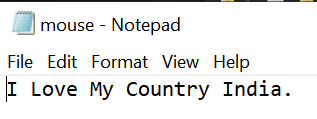 mouse - Notepad
File Edit Format View Help
I Love My Country India.